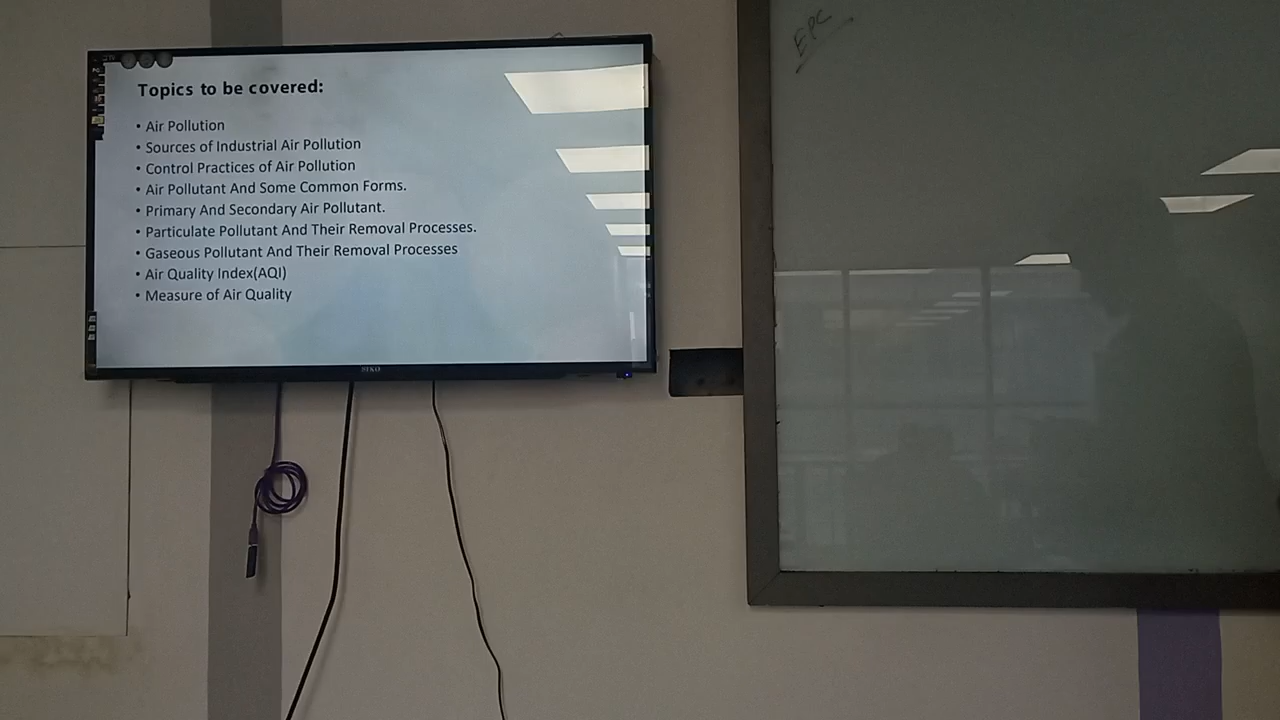 Topics to be covered:
• Air Pollution
• Sources of Industrial Air Pollution
• Control Practices of Air Pollution
• Air Pollutant And Some Common Forms.
• Primary And Secondary Air Pollutant.
• Particulate Pollutant And Their Removal Processes.
• Gaseous Pollutant And Their Removal Processes
• Air Quality Index(AQI)
• Measure of Air Quality
EPC